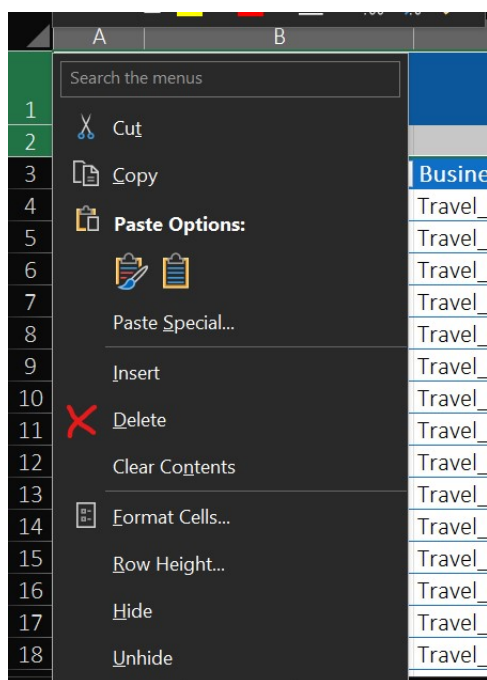 A B
Search the menus
1
Cut
2
3 Copy Busine
4 Travel_
Paste Options:
5 Travel_
6 Travel_
7 Travel_
8 Paste Special... Travel_
9 Insert Travel_
10 Travel_
11 Delete Travel_
12 Clear Contents Travel_
13 Travel_
14 Format Cells... Travel_
15 Row Height... Travel_
16 Travel_
17 Hide Travel_
18 Unhide Travel_